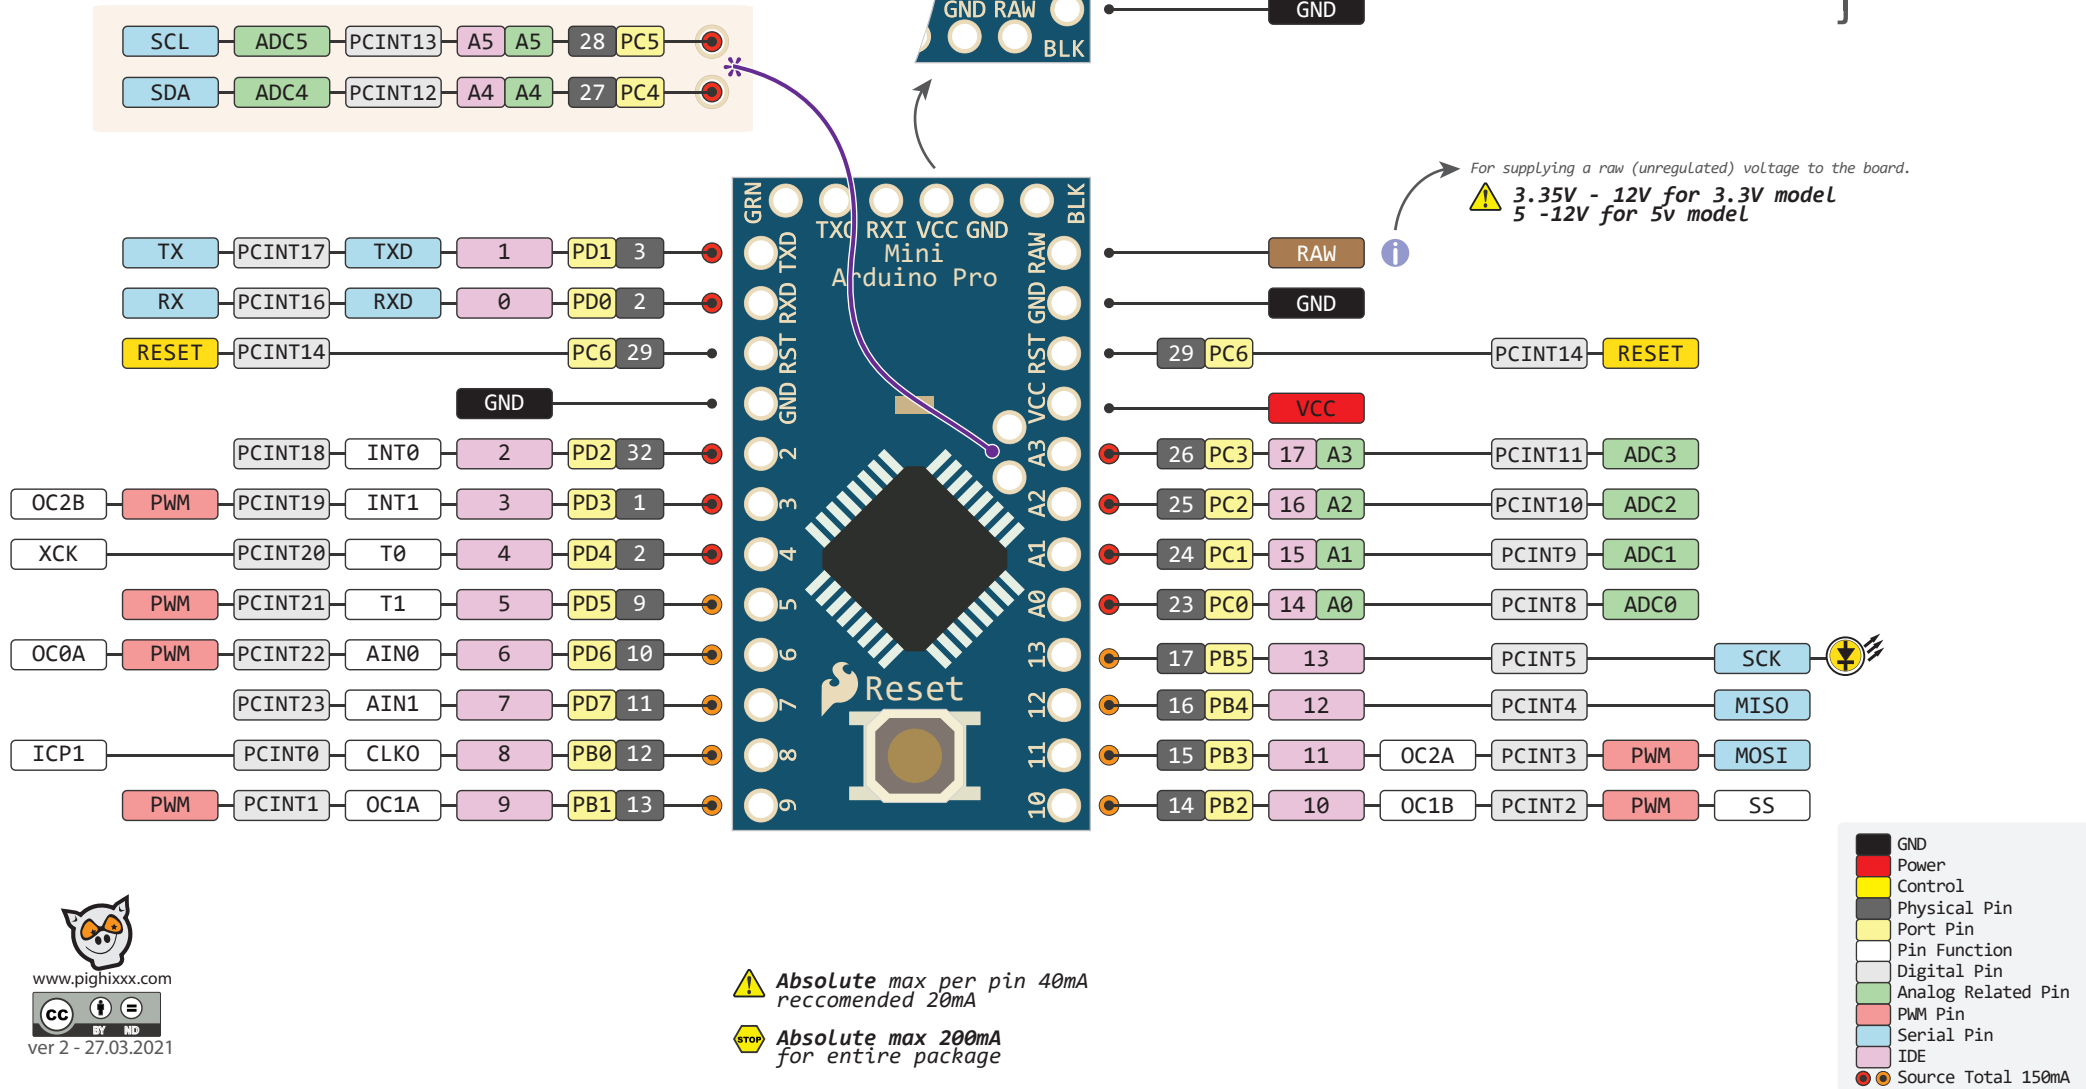 GND RAW
BLK
GND
SCL ADC5 PCINT13 A5 A5 28 PC5
SDA ADC4 PCINT12 A4 A4 27 PC4
For supplying a raw (unregulated) voltage to the board.
3.35V - 12V for 3.3V model
5 -12V for 5v model
GRN BLK
TXO RXI VCC GND
Mini
Arduino Pro
TX PCINT17 TXD 1 PD1 3 TXD
RX PCINT16 RXD 0 PD0 2 RXD
RESET PCINT14 PC6 29 RST
GND GND
PCINT18 INT0 2 PD2 32 2
OC2B PWM PCINT19 INT1 3 PD3 1 3
XCK PCINT20 T0 4 PD4 2 4
PWM PCINT21 T1 5 PD5 9 5
OC0A PWM PCINT22 AIN0 6 PD6 10 6
PCINT23 AIN1 7 PD7 11 7
ICP1 PCINT0 CLKO 8 PB0 12 8
PWM PCINT1 OC1A 9 PB1 13 9
Reset
RAW RAW
GND GND
RST 29 PC6 PCINT14 RESET
VCC VCC
A3 26 PC3 17 A3 PCINT11 ADC3
A2 25 PC2 16 A2 PCINT10 ADC2
A1 24 PC1 15 A1 PCINT9 ADC1
A0 23 PC0 14 A0 PCINT8 ADC0
13 17 PB5 13 PCINT5 SCK
12 16 PB4 12 PCINT4 MISO
11 15 PB3 11 OC2A PCINT3 PWM MOSI
10 14 PB2 10 OC1B PCINT2 PWM SS
GND
Power
Control
Physical Pin
Port Pin
Pin Function
Digital Pin
Analog Related Pin
PWM Pin
Serial Pin
IDE
Source Total 150mA
www.pighixxx.com
cc
BY ND
ver 2 - 27.03.2021
Absolute max per pin 40mA
reccomended 20mA
STOP
Absolute max 200mA
for entire package